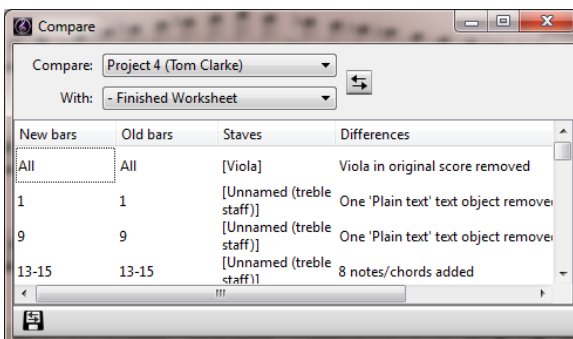 Compare
Compare: Project 4 (Tom Clarke)
With: - Finished Worksheet
New bars Old bars Staves Differences
All All [Viola] Viola in original score removed
1 1 [Unnamed (treble staff)] One 'Plain text' text object remove
9 9 [Unnamed (treble staff)] One 'Plain text' text object remove
13-15 13-15 [Unnamed (treble staff)] 8 notes/chords added